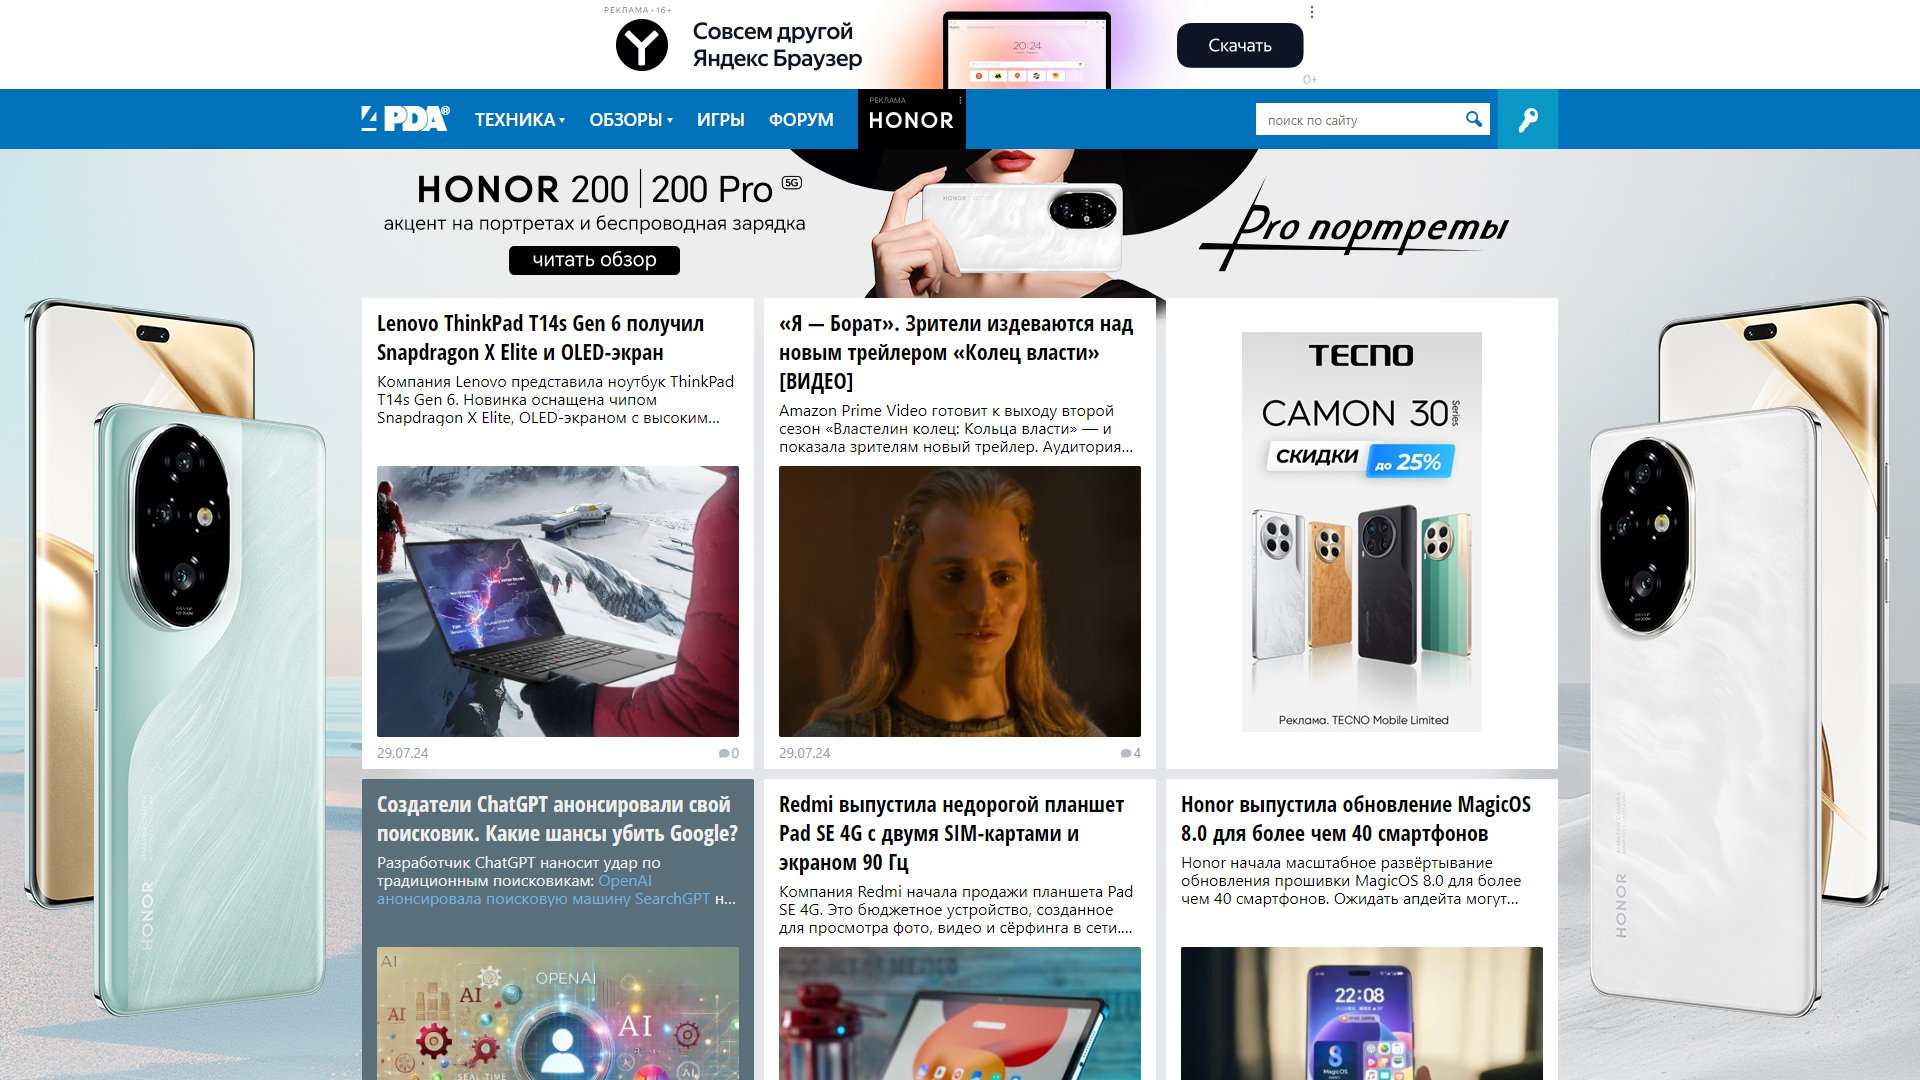 РЕКЛАМА • 16+
Совсем другой
Яндекс Браузер
20:24
Скачать
0+
4PDA®
ТЕХНИКА
ОБЗОРЫ
ИГРЫ
ФОРУМ
РЕКЛАМА
HONOR
поиск по сайту
HONOR 200 | 200 Pro 5G
акцент на портретах и беспроводная зарядка
читать обзор
HONOR
Pro портреты
Lenovo ThinkPad T14s Gen 6 получил
Snapdragon X Elite и OLED-экран
Компания Lenovo представила ноутбук ThinkPad
T14s Gen 6. Новинка оснащена чипом
Snapdragon X Elite, OLED-экраном с высоким...
29.07.24
0
«Я — Борат». Зрители издеваются над
новым трейлером «Колец власти»
[ВИДЕО]
Amazon Prime Video готовит к выходу второй
сезон «Властелин колец: Кольца власти» — и
показала зрителям новый трейлер. Аудитория...
29.07.24
4
TECNO
CAMON 30 Series
СКИДКИ до 25%
Реклама. TECNO Mobile Limited
Создатели ChatGPT анонсировали свой
поисковик. Какие шансы убить Google?
Разработчик ChatGPT наносит удар по
традиционным поисковикам: OpenAI
анонсировала поисковую машину SearchGPT н...
AI
OPENAI
AI
AI
AI
AI
REAL-TIME
Redmi выпустила недорогой планшет
Pad SE 4G с двумя SIM-картами и
экраном 90 Гц
Компания Redmi начала продажи планшета Pad
SE 4G. Это бюджетное устройство, созданное
для просмотра фото, видео и сёрфинга в сети....
Honor выпустила обновление MagicOS
8.0 для более чем 40 смартфонов
Honor начала масштабное развёртывание
обновления прошивки MagicOS 8.0 для более
чем 40 смартфонов. Ожидать апдейта могут...
22:08
8
MagicOS
HONOR
HONOR